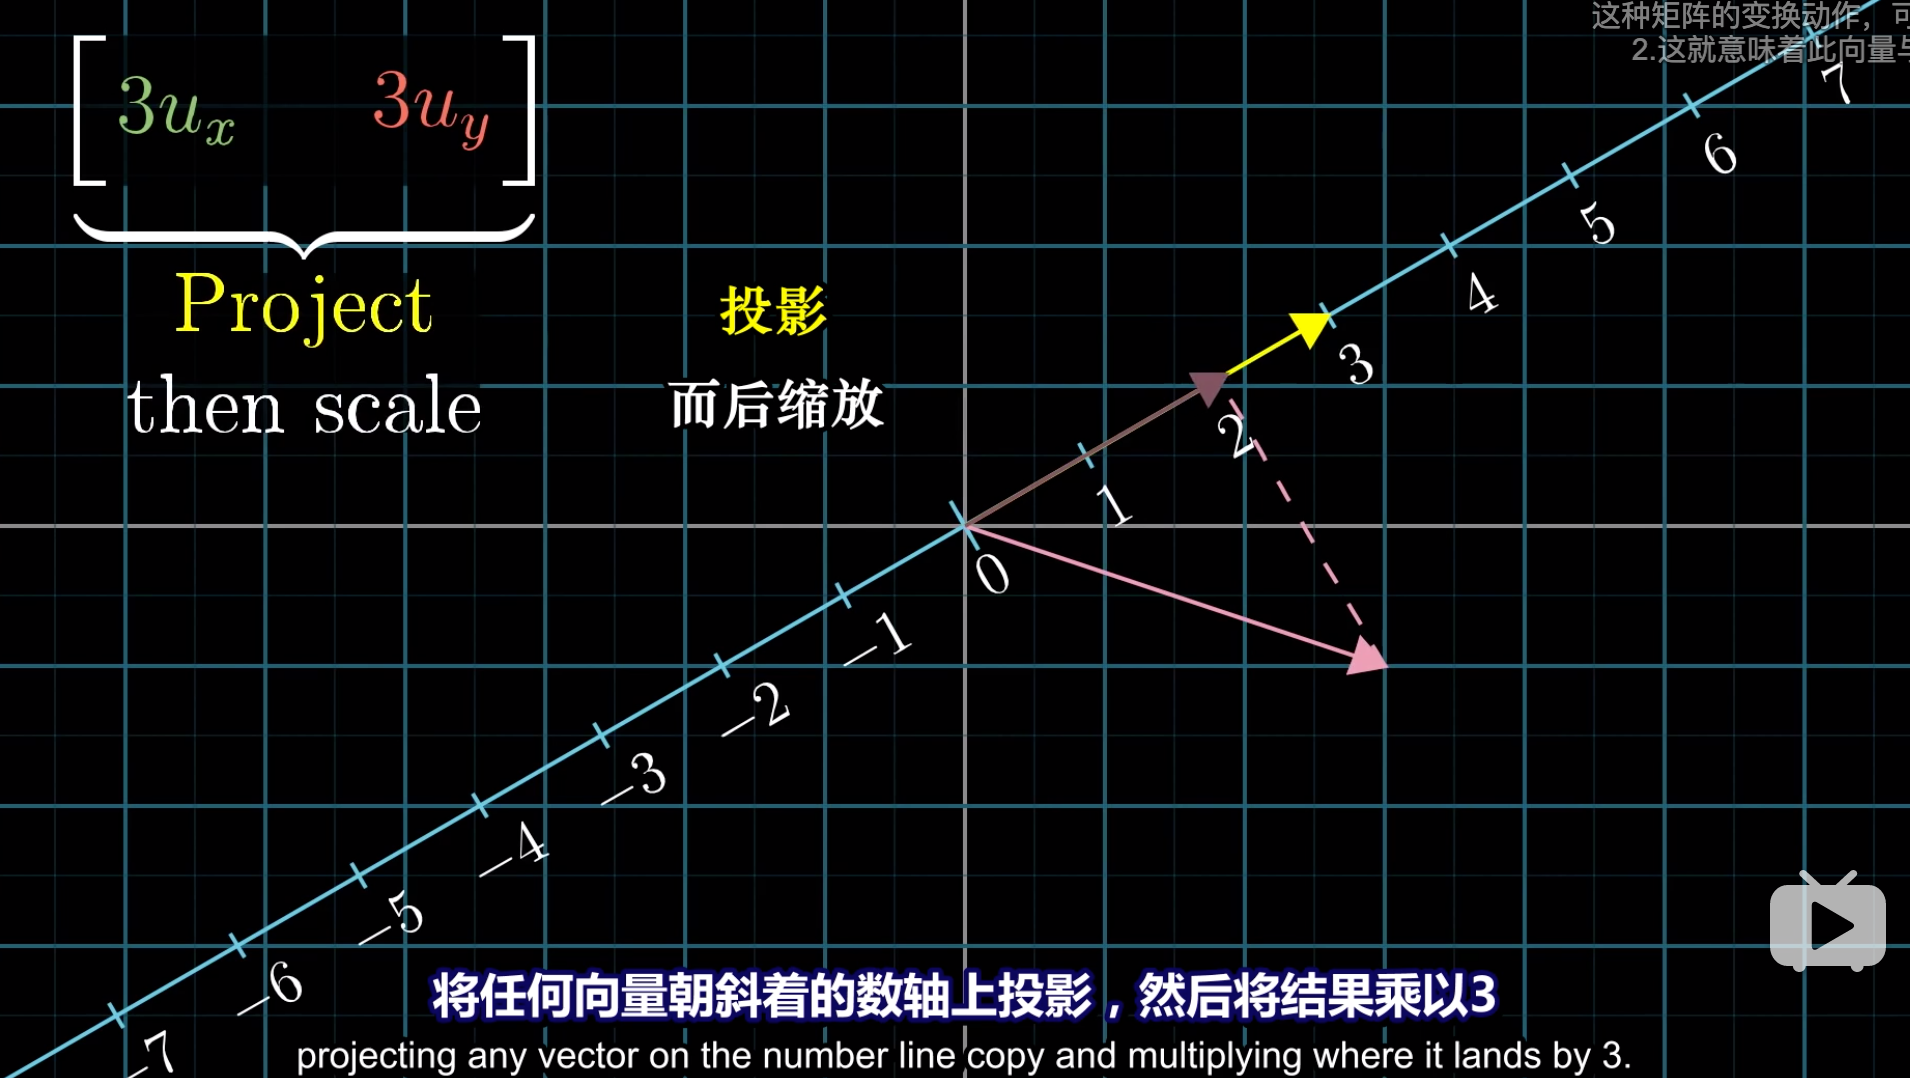 这种矩阵的变换动作，可
2.这就意味着此向量与
3u_x 3u_y
Project
then scale
投影
而后缩放
7
6
5
4
3
2
1
0
−1
−2
−3
−4
−5
−6
−7
将任何向量朝斜着的数轴上投影，然后将结果乘以3
projecting any vector on the number line copy and multiplying where it lands by 3.